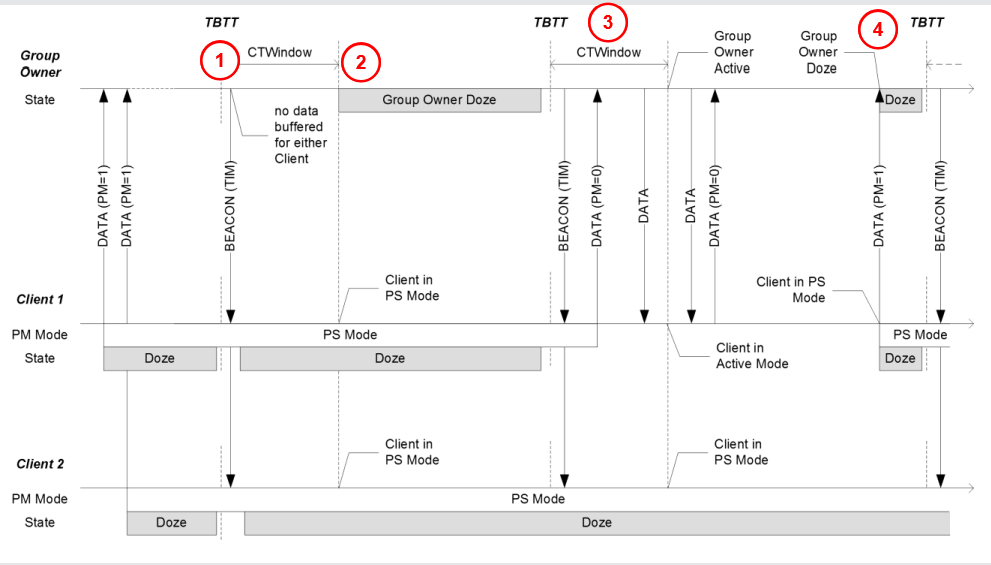 TBTT
TBTT
3
4
TBTT
1
CTWindow
2
CTWindow
Group
Owner
Active
Group
Owner
Doze
Group
Owner
State
Group Owner Doze
Doze
no data
buffered
for either
Client
DATA (PM=1)
DATA (PM=1)
BEACON (TIM)
BEACON (TIM)
DATA (PM=0)
DATA
DATA
DATA (PM=0)
DATA (PM=1)
BEACON (TIM)
Client in
PS Mode
Client in PS
Mode
Client 1
PM Mode
PS Mode
PS Mode
State
Doze
Doze
Client in
Active Mode
Doze
Client in
PS Mode
Client in
PS Mode
Client 2
PM Mode
PS Mode
State
Doze
Doze